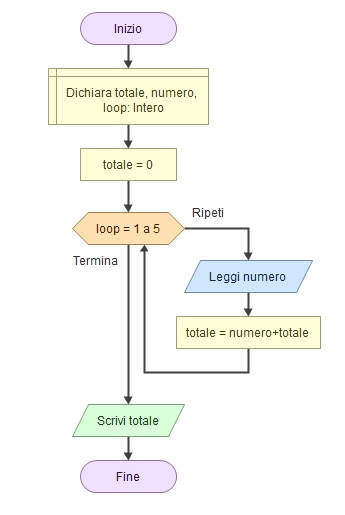 Inizio
Dichiara totale, numero,
loop: Intero
totale = 0
loop = 1 a 5
Ripeti
Termina
Leggi numero
totale = numero+totale
Scrivi totale
Fine